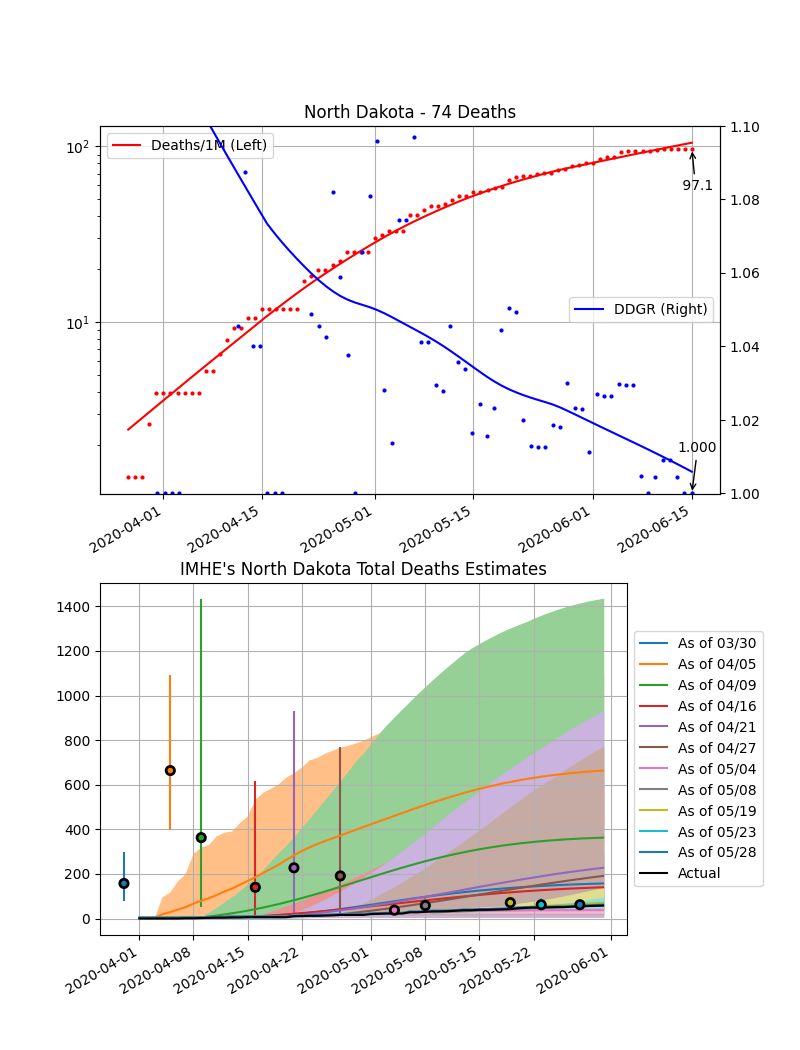 North Dakota - 74 Deaths
10²
10¹
Deaths/1M (Left)
DDGR (Right)
97.1
1.000
1.10
1.08
1.06
1.04
1.02
1.00
2020-04-01
2020-04-15
2020-05-01
2020-05-15
2020-06-01
2020-06-15
IMHE's North Dakota Total Deaths Estimates
1400
1200
1000
800
600
400
200
0
2020-04-01
2020-04-08
2020-04-15
2020-04-22
2020-05-01
2020-05-08
2020-05-15
2020-05-22
2020-06-01
As of 03/30
As of 04/05
As of 04/09
As of 04/16
As of 04/21
As of 04/27
As of 05/04
As of 05/08
As of 05/19
As of 05/23
As of 05/28
Actual